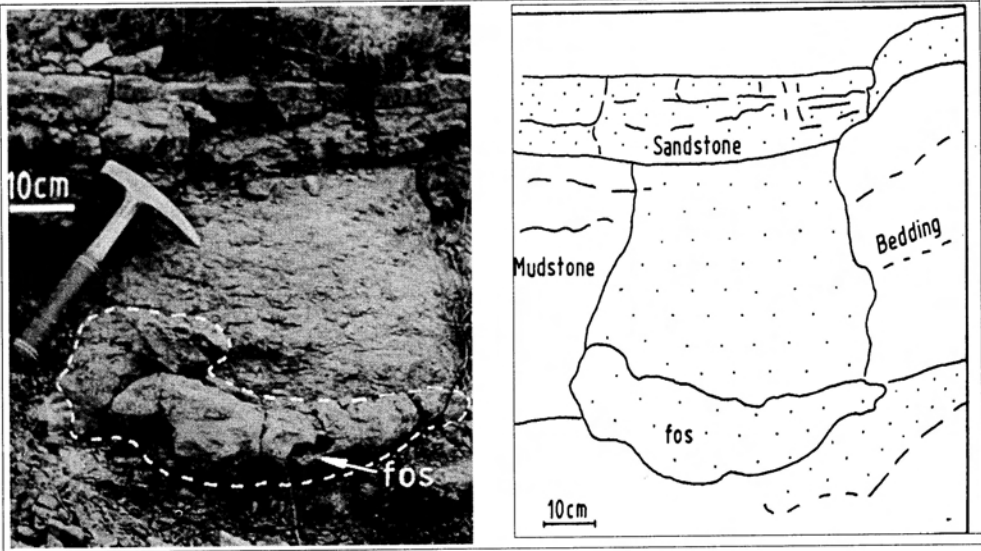 10cm
fos
Sandstone
Mudstone
Bedding
fos
10cm